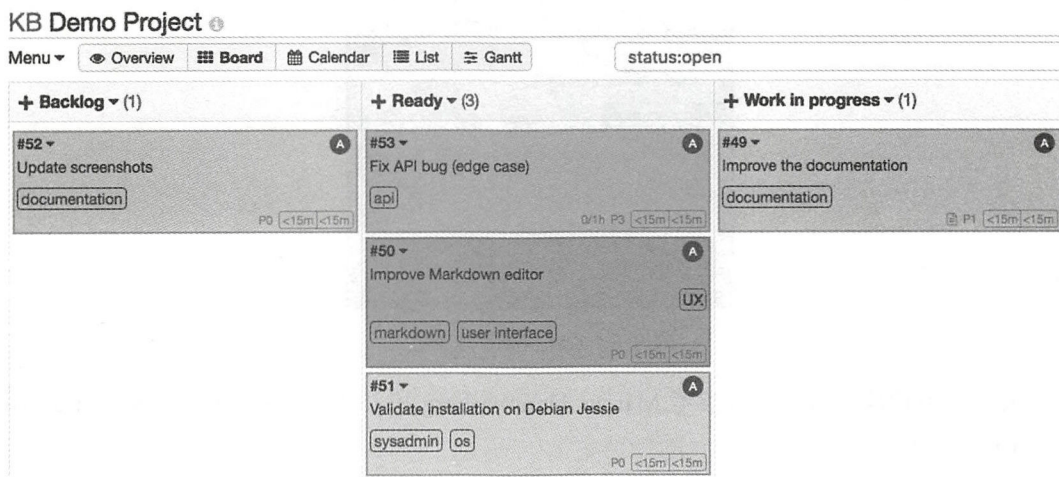 KB Demo Project
Menu Overview Board Calendar List Gantt status:open
+ Backlog (1)
#52 A
Update screenshots
documentation
P0 <15m <15m
+ Ready (3)
#53 A
Fix API bug (edge case)
api
0/1h P3 <15m <15m
#50 A
Improve Markdown editor
UX
markdown user interface
P0 <15m <15m
#51 A
Validate installation on Debian Jessie
sysadmin os
P0 <15m <15m
+ Work in progress (1)
#49 A
Improve the documentation
documentation
P1 <15m <15m